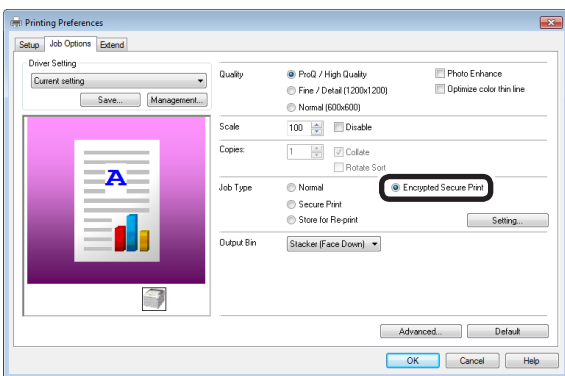 Printing Preferences
Setup Job Options Extend
Driver Setting
Current setting
Save... Management...
A
Quality
ProQ / High Quality
Fine / Detail (1200x1200)
Normal (600x600)
Photo Enhance
Optimize color thin line
Scale 100 Disable
Copies: 1 Collate
Rotate Sort
Job Type
Normal
Encrypted Secure Print
Secure Print
Store for Re-print
Setting...
Output Bin Stacker (Face Down)
Advanced... Default
OK Cancel Help